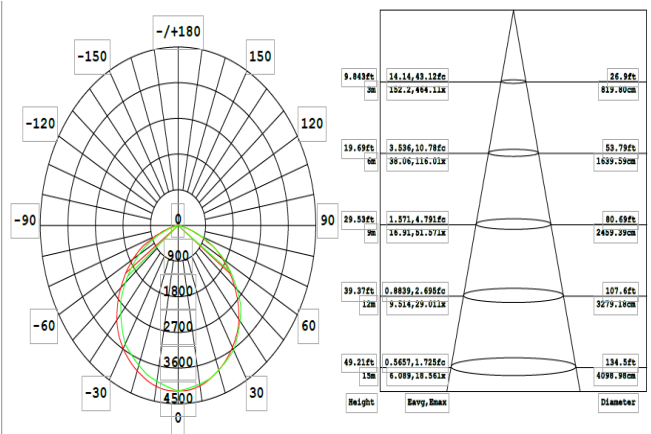 -/+180
-150
150
-120
120
-90
90
-60
60
-30
30
0
0
900
1800
2700
3600
4500
9.843ft 14.14,43.12fc 26.9ft
3m 152.2,464.1lx 819.80cm
19.69ft 3.536,10.78fc 53.79ft
6m 38.06,116.0lx 1639.59cm
29.53ft 1.571,4.791fc 80.69ft
9m 16.91,51.57lx 2459.39cm
39.37ft 0.8839,2.695fc 107.6ft
12m 9.514,29.01lx 3279.18cm
49.21ft 0.5657,1.725fc 134.5ft
15m 6.089,18.56lx 4098.98cm
Height Eavg,Emax Diameter